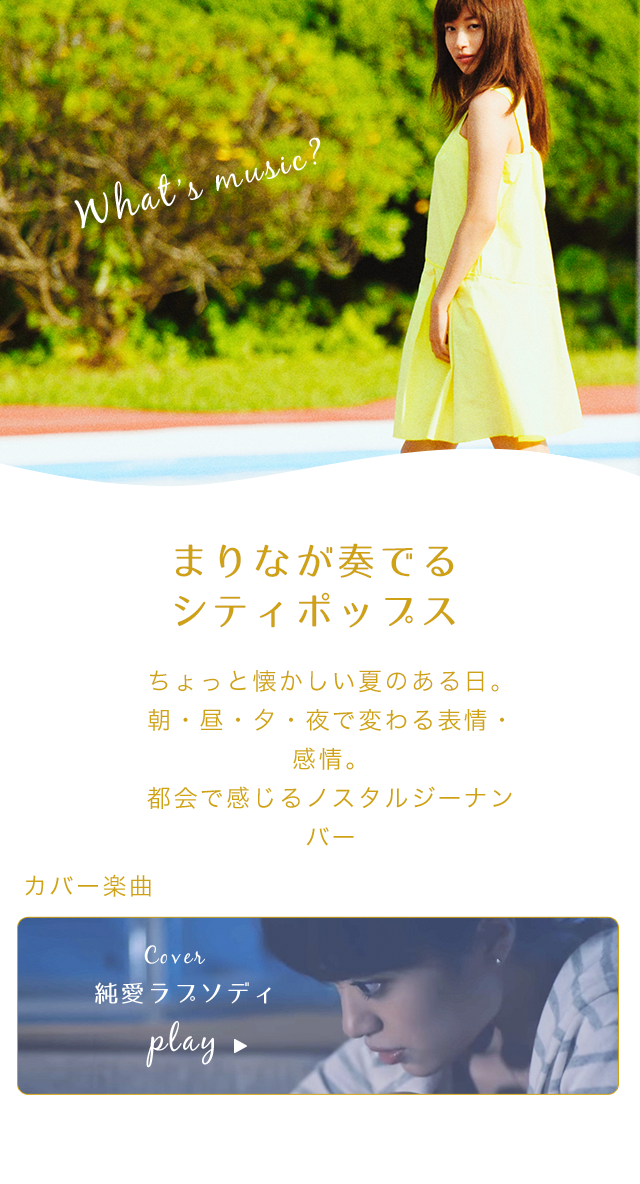 What's music?
まりなが奏でる
シティポップス
ちょっと懐かしい夏のある日。
朝・昼・夕・夜で変わる表情・
感情。
都会で感じるノスタルジーナン
バー
カバー楽曲
Cover
純愛ラプソディ
play